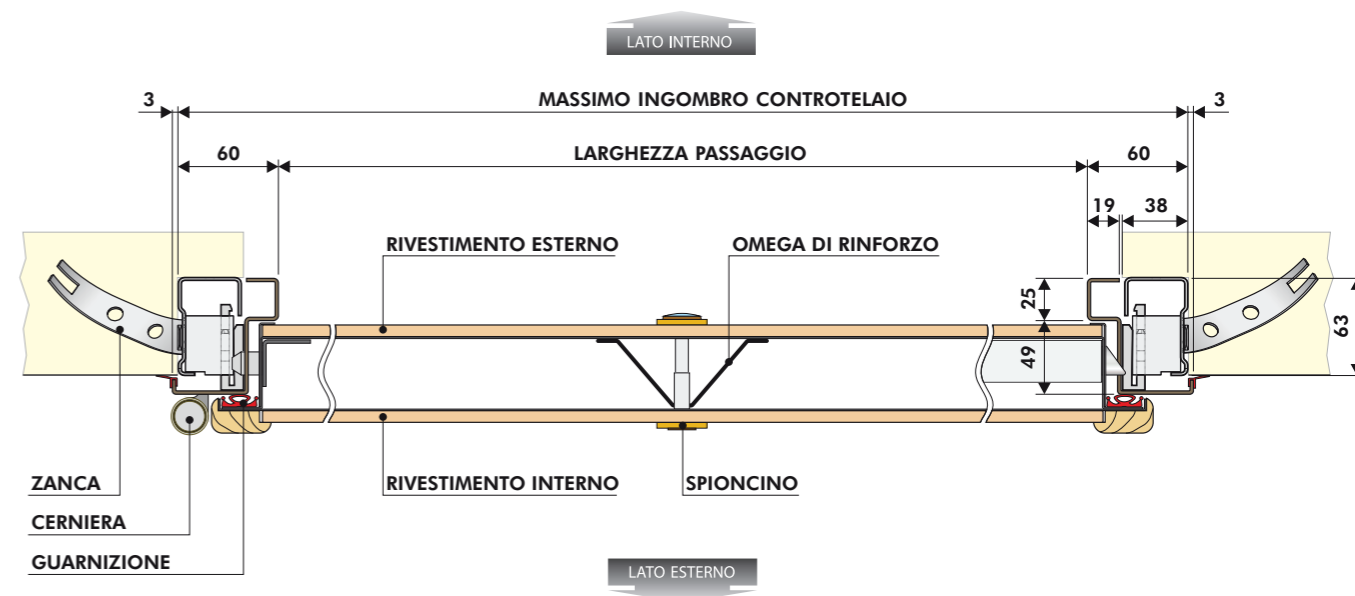 LATO INTERNO
3 MASSIMO INGOMBRO CONTROTELAIO 3
60 LARGHEZZA PASSAGGIO 60
19 38
RIVESTIMENTO ESTERNO OMEGA DI RINFORZO
25
63
49
ZANCA RIVESTIMENTO INTERNO SPIONCINO
CERNIERA
GUARNIZIONE
LATO ESTERNO